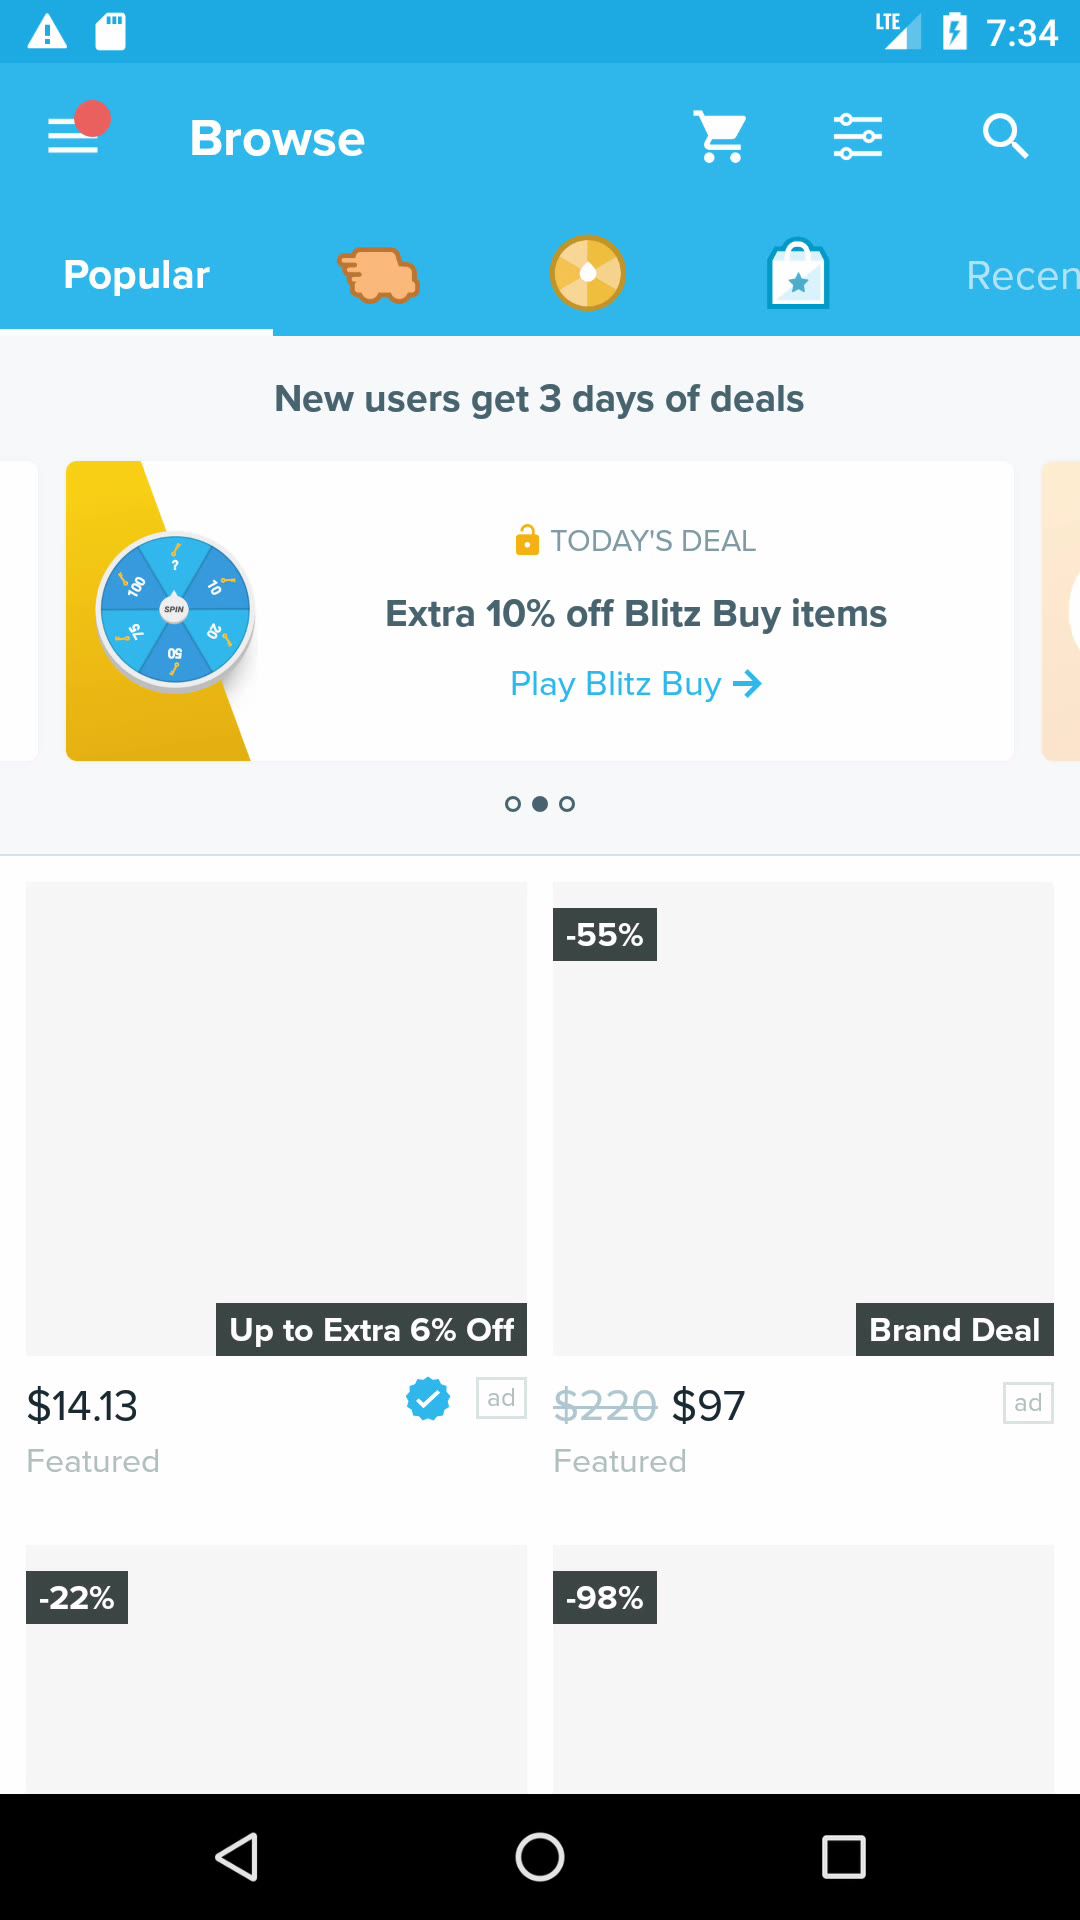 LTE 7:34
Browse
Popular
Recen
New users get 3 days of deals
TODAY'S DEAL
Extra 10% off Blitz Buy items
Play Blitz Buy
?
10
20
50
75
100
SPIN
-55%
Up to Extra 6% Off
Brand Deal
$14.13 ad
$220 $97 ad
Featured
Featured
-22%
-98%